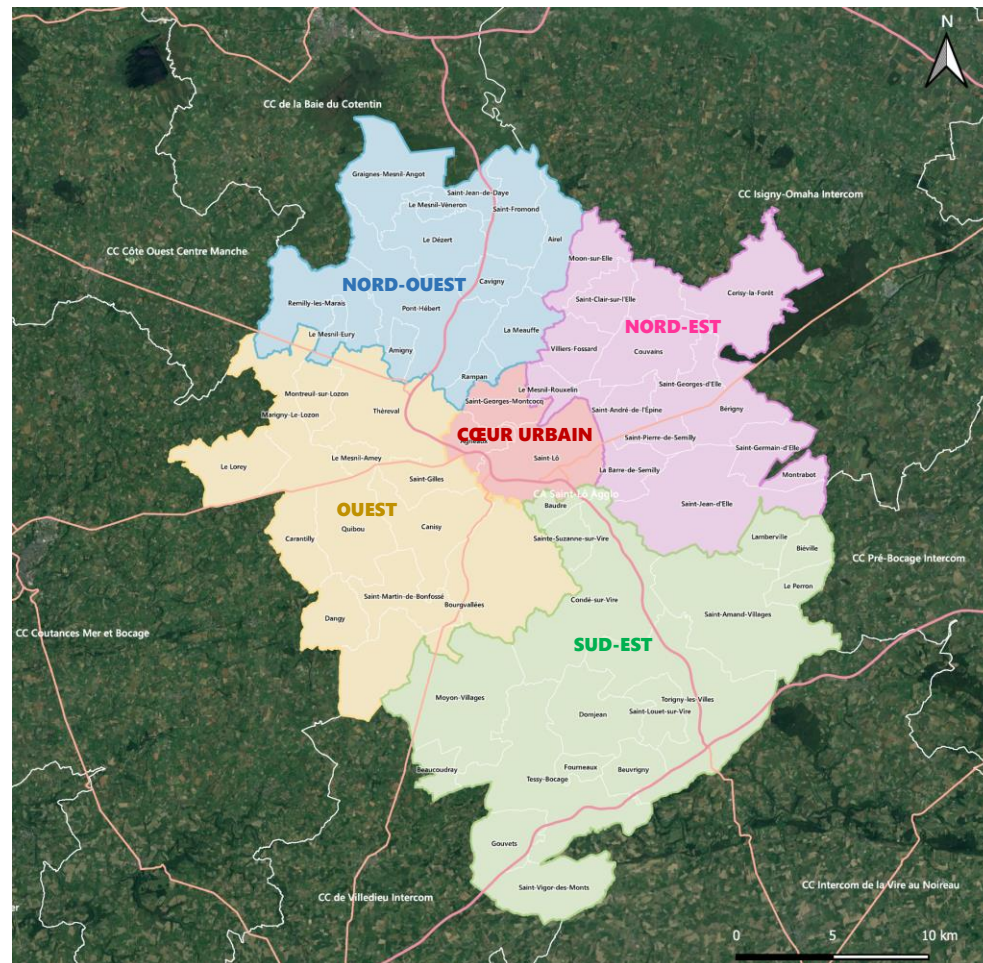 N
CC de la Baie du Cotentin
Graignes-Mesnil-Angot
Saint-Jean-de-Daye
CC Isigny-Omaha Intercom
Le Mesnil-Véneron
Saint-Fromond
Le Dézert
Airel
CC Côte Ouest Centre Manche
Moon-sur-Elle
Cavigny
NORD-OUEST
Cerisy-la-Forêt
Saint-Clair-sur-l'Elle
Remilly-les-Marais
Pont-Hébert
NORD-EST
Le Mesnil-Eury
La Meauffe
Amigny
Villiers-Fossard
Couvains
Rampan
Saint-Georges-d'Elle
Le Mesnil-Rouxelin
Montreuil-sur-Lozon
Saint-Georges-Montcocq
Thèreval
Saint-André-de-l'Épine
Bérigny
Marigny-Le-Lozon
CŒUR URBAIN
Agneaux
Saint-Pierre-de-Semilly
Saint-Germain-d'Elle
Le Mesnil-Amey
Saint-Lô
Le Lorey
La Barre-de-Semilly
Montrabot
Saint-Gilles
CA Saint-Lô Agglo
Saint-Jean-d'Elle
Baudre
OUEST
Quibou
Canisy
Carantilly
Sainte-Suzanne-sur-Vire
Lamberville
Biéville
CC Pré-Bocage Intercom
Le Perron
Saint-Martin-de-Bonfossé
Condé-sur-Vire
Bourgvallées
Saint-Amand-Villages
Dangy
CC Coutances Mer et Bocage
SUD-EST
Moyon-Villages
Torigny-les-Villes
Domjean
Saint-Louet-sur-Vire
Beaucoudray
Fourneaux
Beuvrigny
Tessy-Bocage
Gouvets
Saint-Vigor-des-Monts
CC de Villedieu Intercom
CC Intercom de la Vire au Noireau
er
0 5 10 km